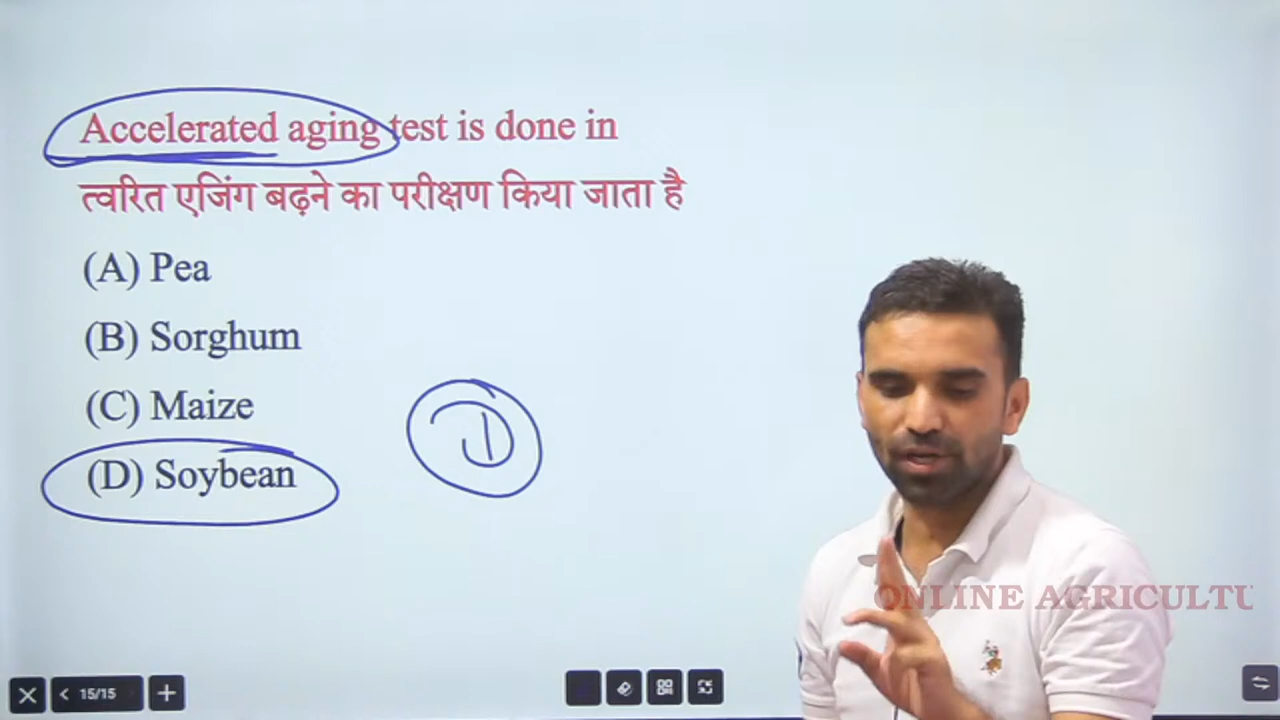 Accelerated aging test is done in
त्वरित एजिंग बढ़ने का परीक्षण किया जाता है
(A) Pea
(B) Sorghum
(C) Maize
(D) Soybean
D
ONLINE AGRICULTU
15/15